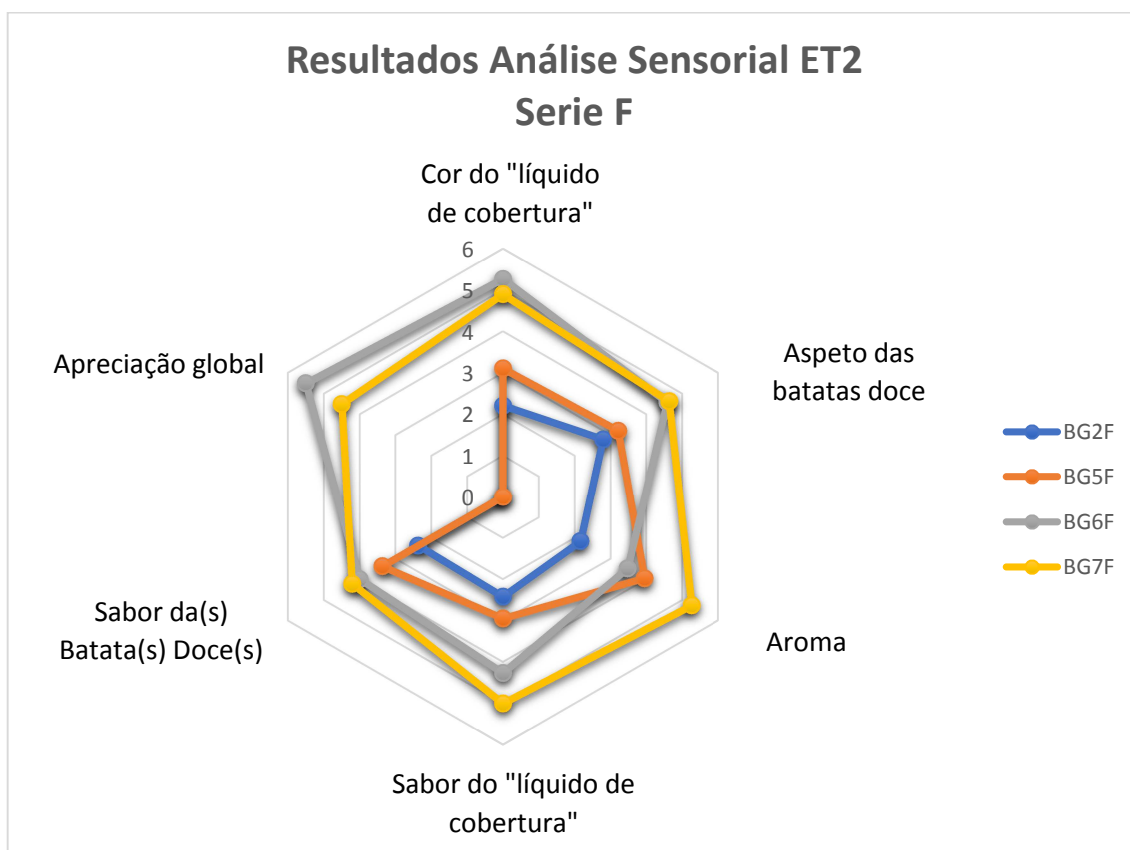 Resultados Análise Sensorial ET2
Serie F
Cor do "líquido
de cobertura"
6
5
4
3
2
1
0
Aspeto das
batatas doce
Aroma
Sabor do "líquido de
cobertura"
Sabor da(s)
Batata(s) Doce(s)
Apreciação global
BG2F
BG5F
BG6F
BG7F